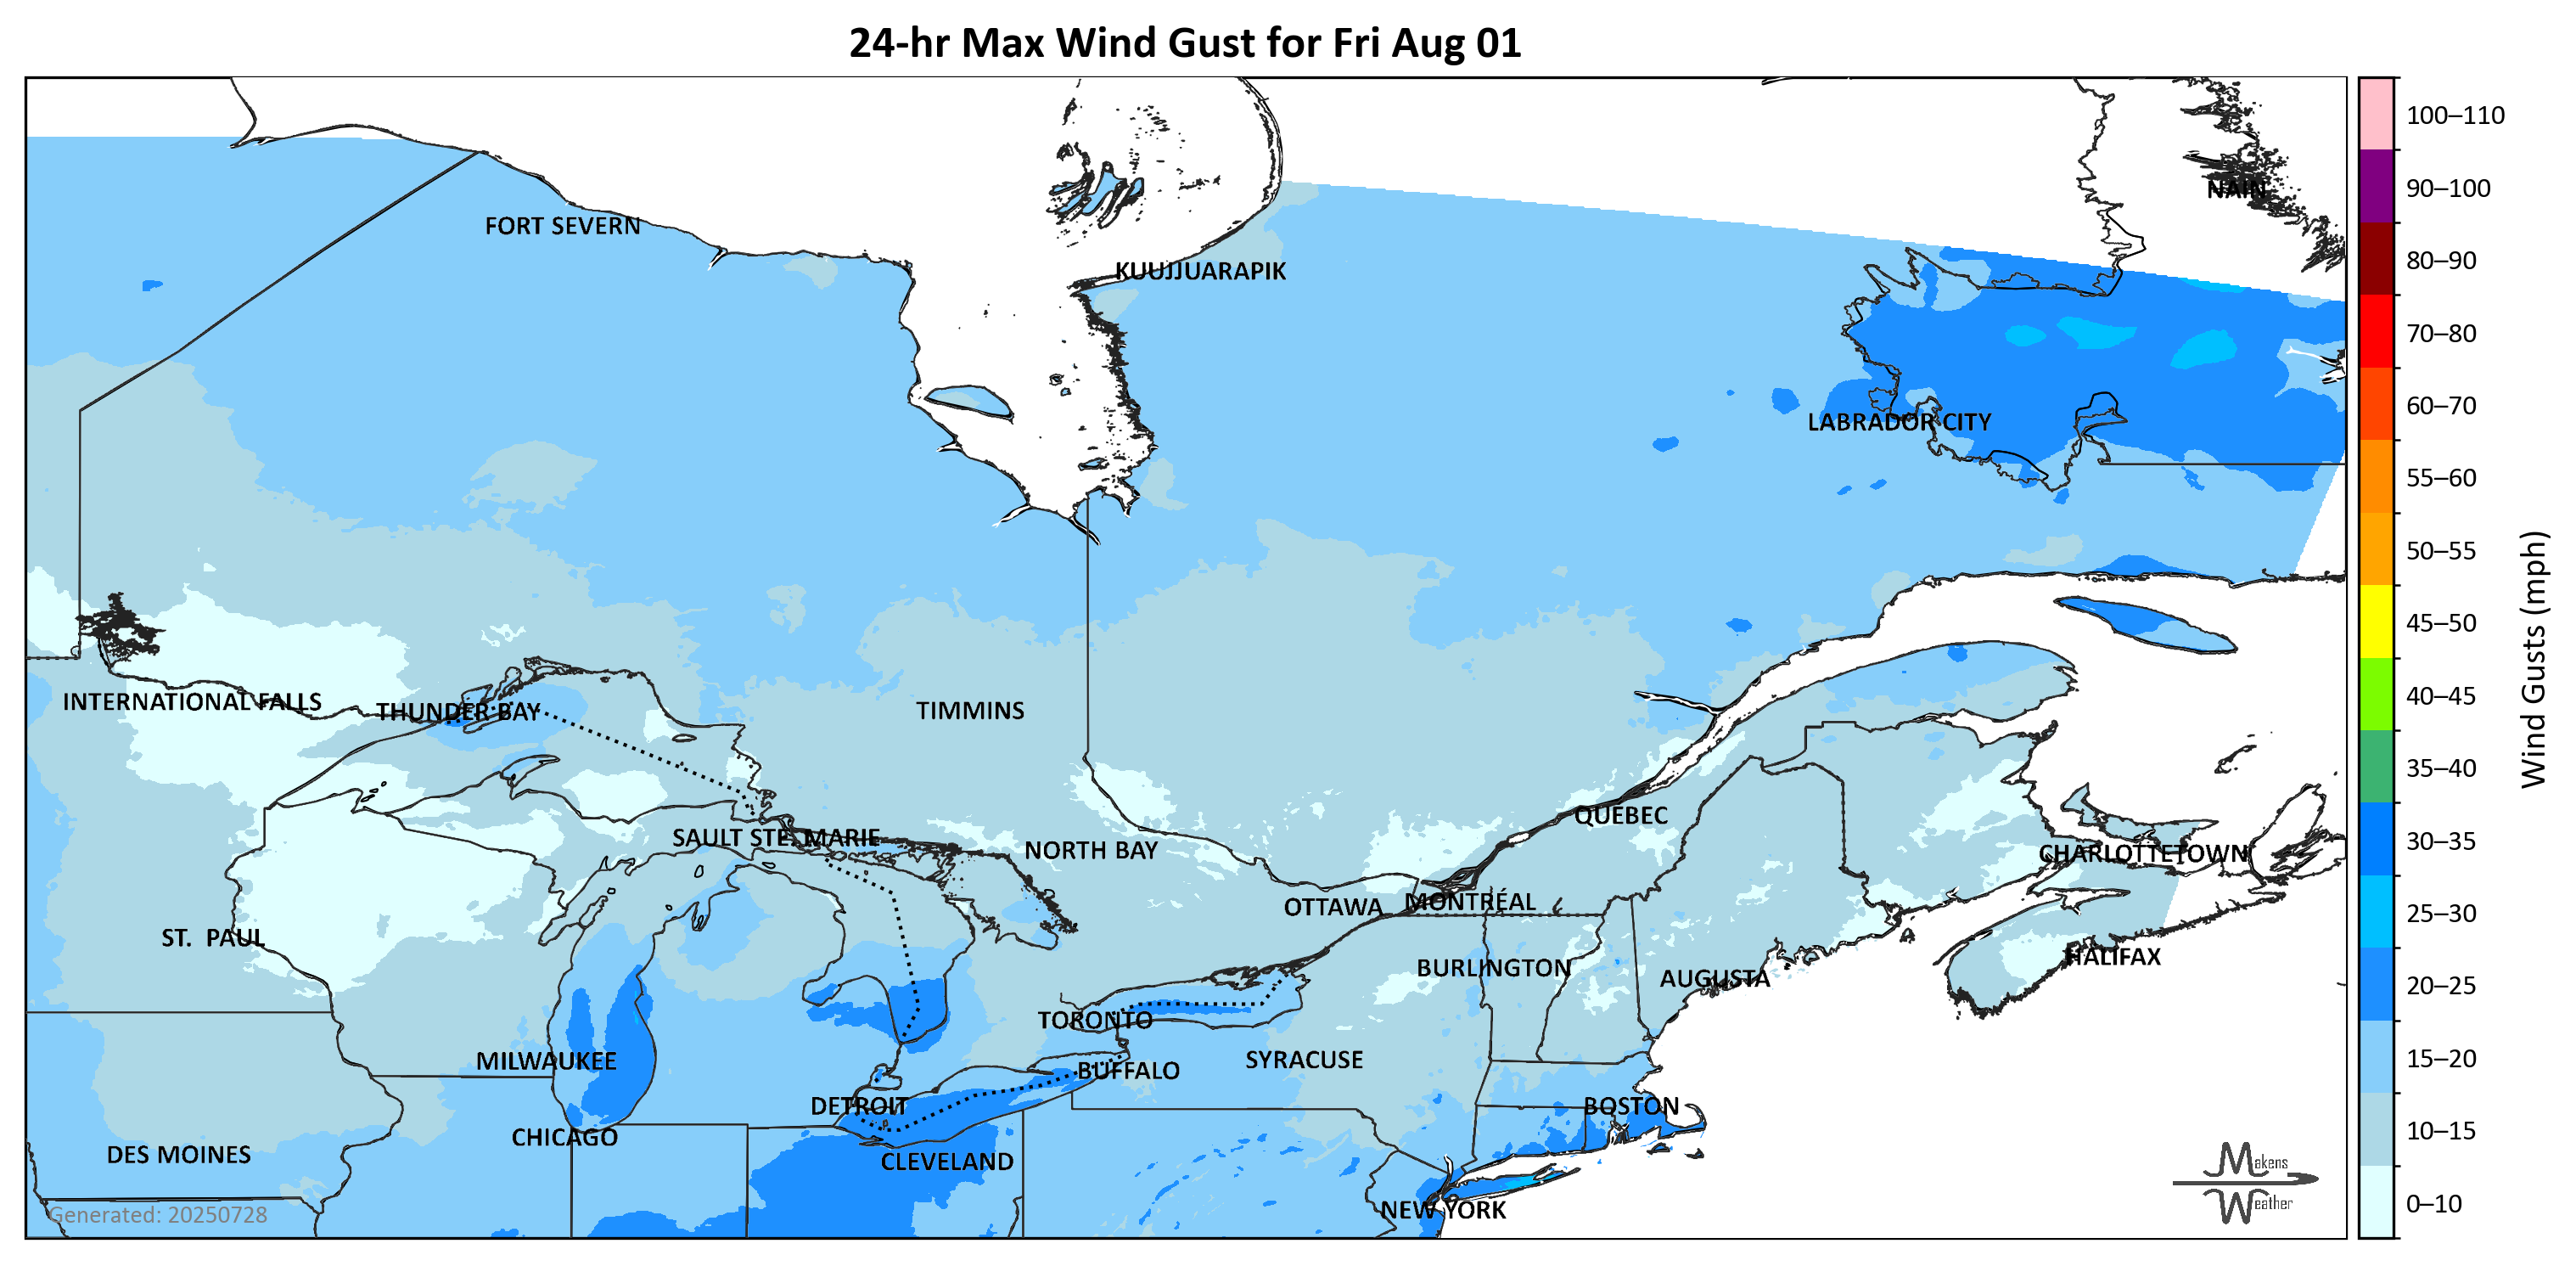 24-hr Max Wind Gust for Fri Aug 01
100–110
90–100
NAIN
FORT SEVERN
80–90
KUUJJUARAPIK
70–80
60–70
LABRADOR CITY
55–60
50–55
45–50
Wind Gusts (mph)
40–45
INTERNATIONAL FALLS
THUNDER BAY
TIMMINS
35–40
QUÉBEC
30–35
SAULT STE. MARIE
NORTH BAY
CHARLOTTETOWN
MONTRÉAL
OTTAWA
25–30
ST. PAUL
HALIFAX
BURLINGTON
AUGUSTA
20–25
TORONTO
MILWAUKEE
SYRACUSE
15–20
BUFFALO
DETROIT
BOSTON
10–15
CHICAGO
DES MOINES
CLEVELAND
Makens
Weather
0–10
NEW YORK
Generated: 20250728